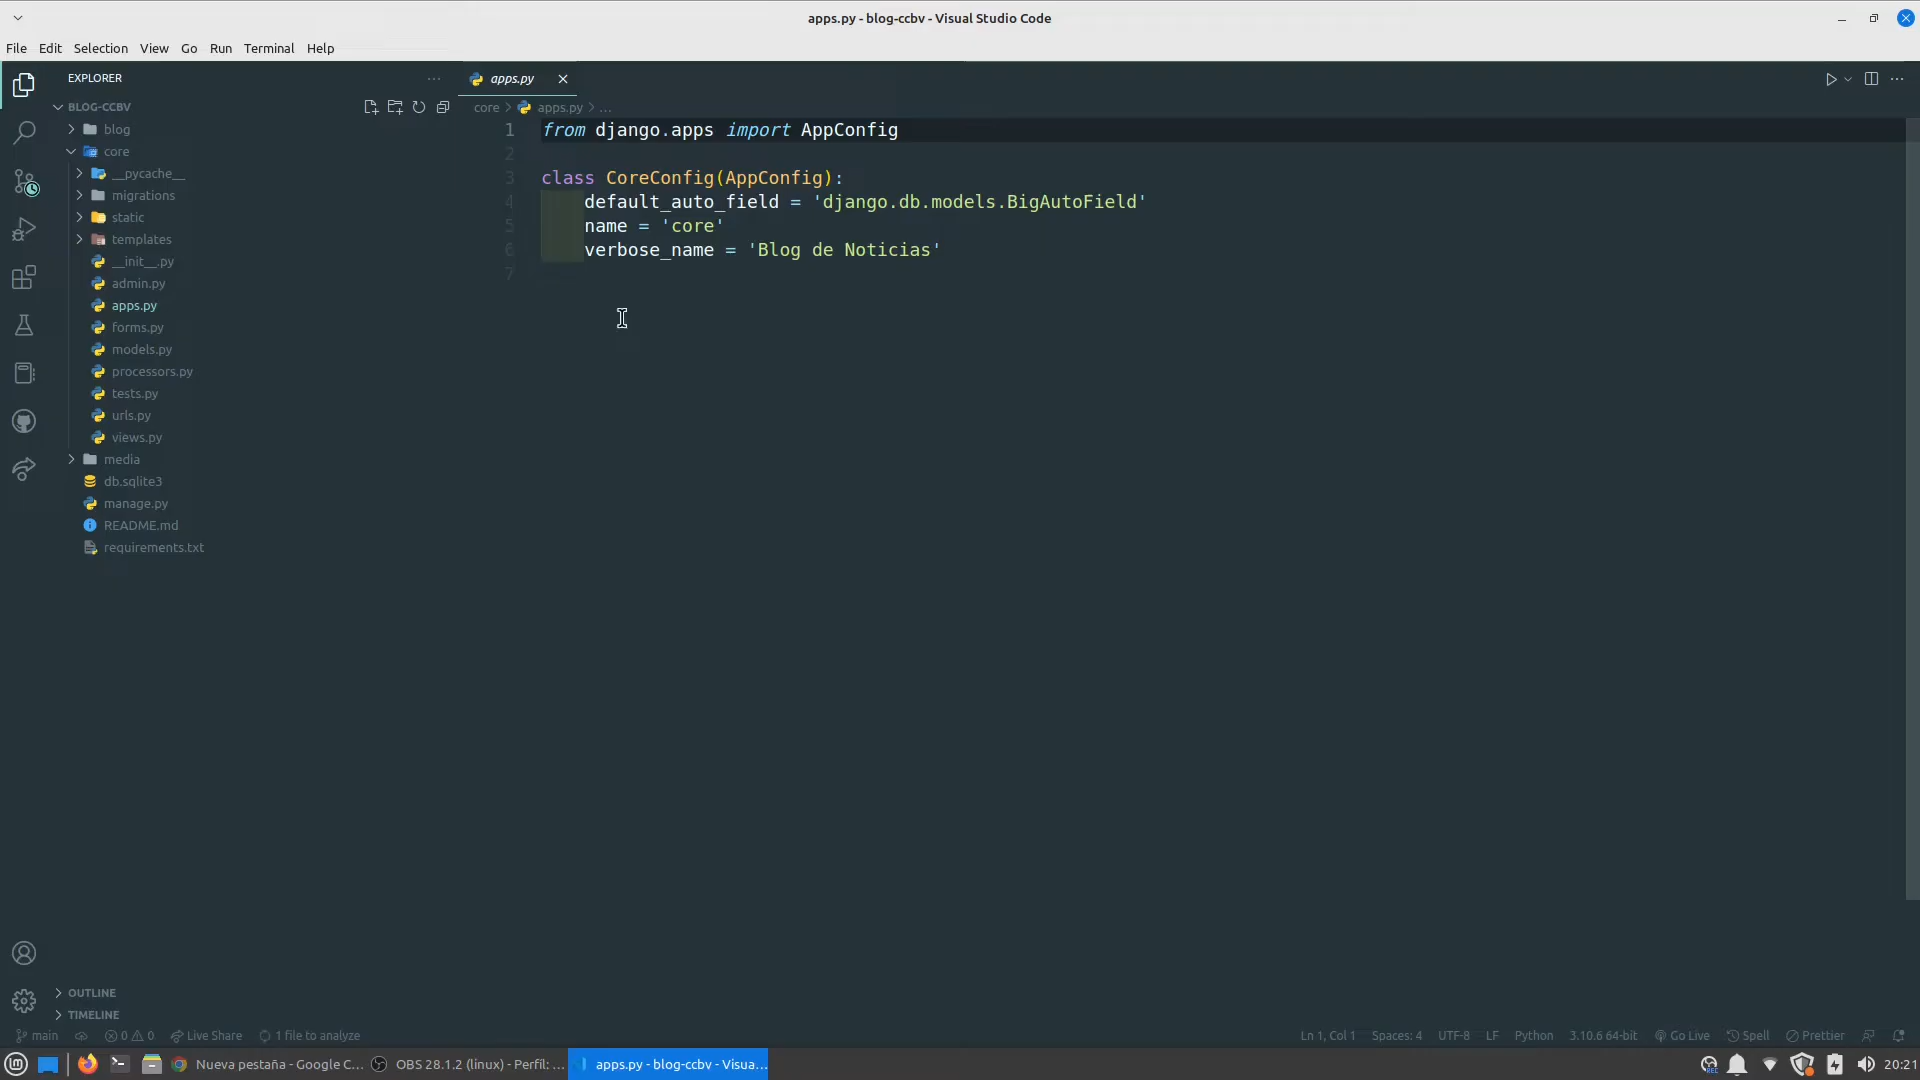 apps.py - blog-ccbv - Visual Studio Code
File Edit Selection View Go Run Terminal Help
EXPLORER
apps.py
BLOG-CCBV
core > apps.py > ...
blog
core
__pycache__
migrations
static
templates
__init__.py
admin.py
apps.py
forms.py
models.py
processors.py
tests.py
urls.py
views.py
media
db.sqlite3
manage.py
README.md
requirements.txt
1 from django.apps import AppConfig
2
3 class CoreConfig(AppConfig):
4 default_auto_field = 'django.db.models.BigAutoField'
5 name = 'core'
6 verbose_name = 'Blog de Noticias'
7
OUTLINE
TIMELINE
main 0 0 Live Share 1 file to analyze Ln 1, Col 1 Spaces: 4 UTF-8 LF Python 3.10.6 64-bit Go Live Spell Prettier
Nueva pestaña - Google C... OBS 28.1.2 (linux) - Perfil: ... apps.py - blog-ccbv - Visua... REC 20:21